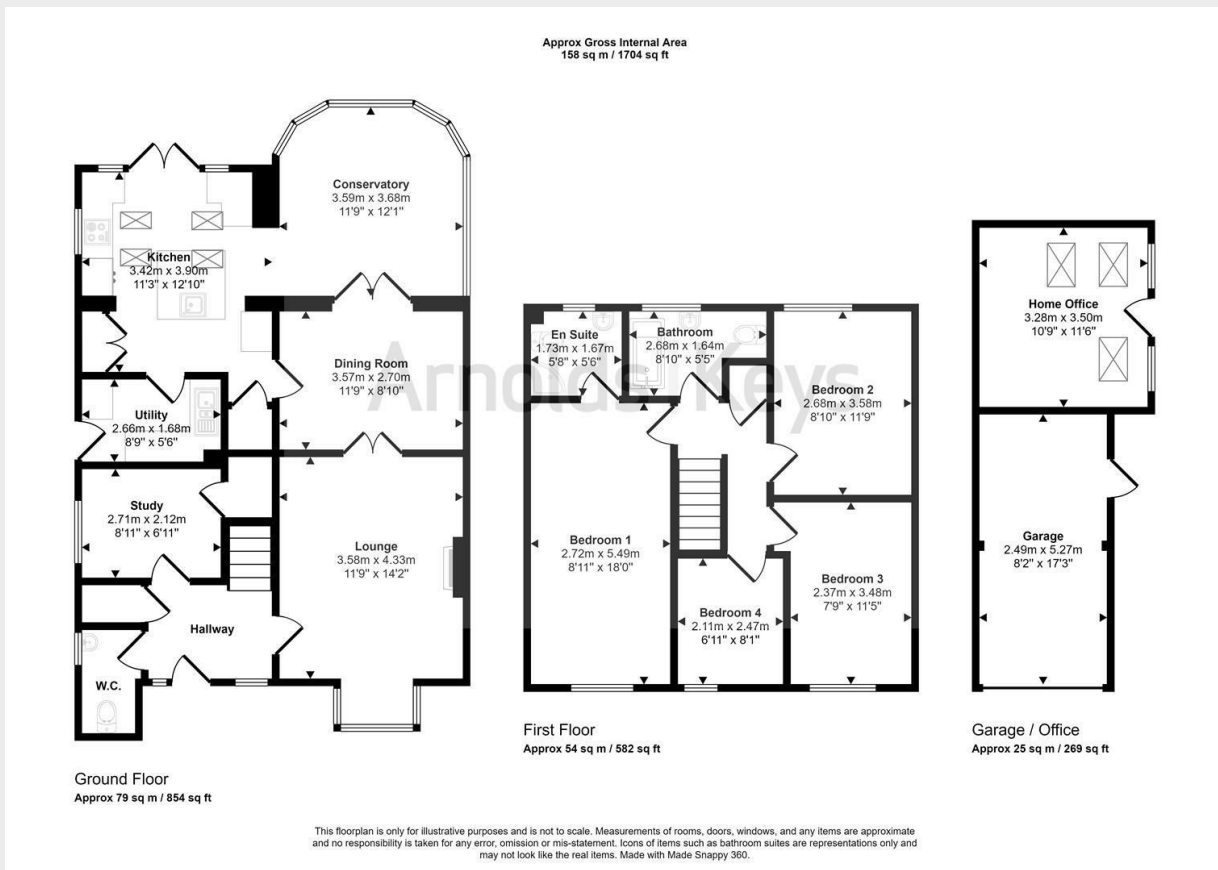 Approx Gross Internal Area
158 sq m / 1704 sq ft
Conservatory
3.59m x 3.68m
11'9" x 12'1"
Kitchen
3.42m x 3.90m
11'3" x 12'10"
Dining Room
3.57m x 2.70m
11'9" x 8'10"
Utility
2.66m x 1.68m
8'9" x 5'6"
Study
2.71m x 2.12m
8'11" x 6'11"
Lounge
3.58m x 4.33m
11'9" x 14'2"
Hallway
W.C.
Ground Floor
Approx 79 sq m / 854 sq ft
En Suite
1.73m x 1.67m
5'8" x 5'6"
Bathroom
2.68m x 1.64m
8'10" x 5'5"
Bedroom 2
2.68m x 3.58m
8'10" x 11'9"
Bedroom 1
2.72m x 5.49m
8'11" x 18'0"
Bedroom 3
2.37m x 3.48m
7'9" x 11'5"
Bedroom 4
2.11m x 2.47m
6'11" x 8'1"
First Floor
Approx 54 sq m / 582 sq ft
Home Office
3.28m x 3.50m
10'9" x 11'6"
Garage
2.49m x 5.27m
8'2" x 17'3"
Garage / Office
Approx 25 sq m / 269 sq ft
Arnolds Keys
This floorplan is only for illustrative purposes and is not to scale. Measurements of rooms, doors, windows, and any items are approximate
and no responsibility is taken for any error, omission or mis-statement. Icons of items such as bathroom suites are representations only and
may not look like the real items. Made with Made Snappy 360.